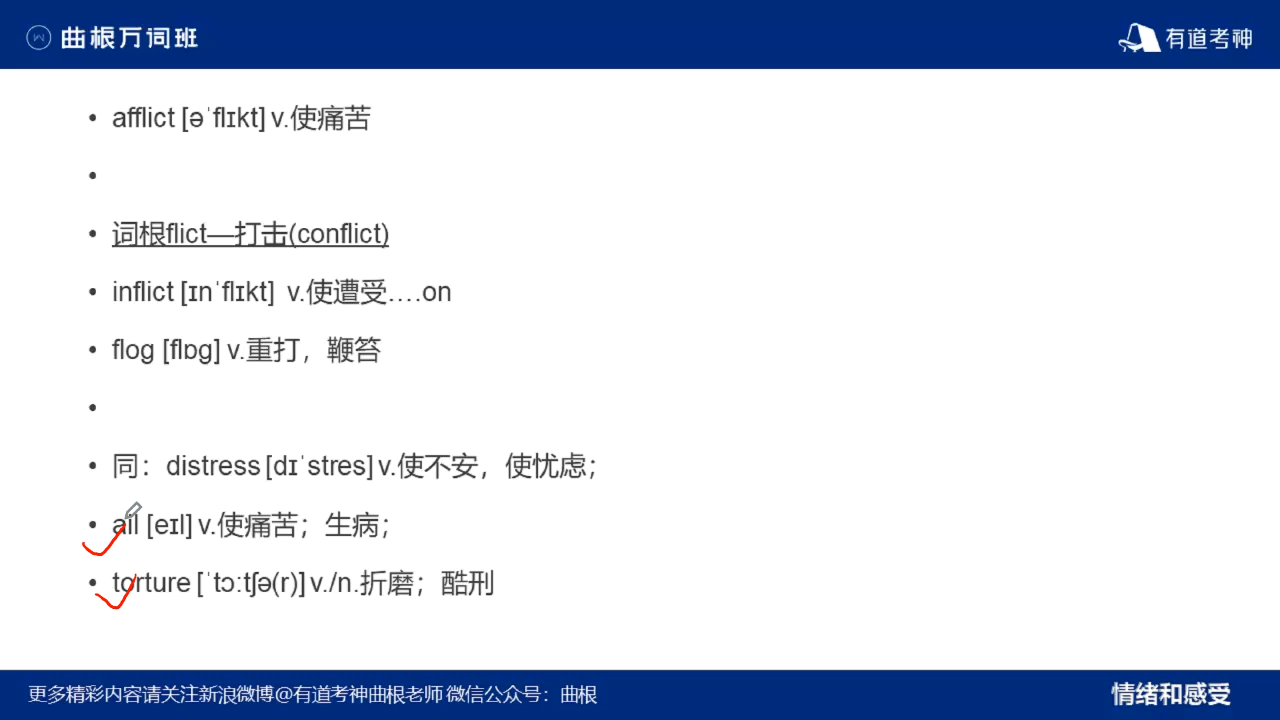 曲根万词班
有道考神
• afflict [əˈflɪkt] v.使痛苦
•
• 词根flict—打击(conflict)
• inflict [ɪnˈflɪkt] v.使遭受….on
• flog [flɒg] v.重打，鞭笞
•
• 同：distress [dɪˈstres] v.使不安，使忧虑；
• ail [eɪl] v.使痛苦；生病；
• torture [ˈtɔːtʃə(r)] v./n.折磨；酷刑
更多精彩内容请关注新浪微博@有道考神曲根老师 微信公众号：曲根
情绪和感受